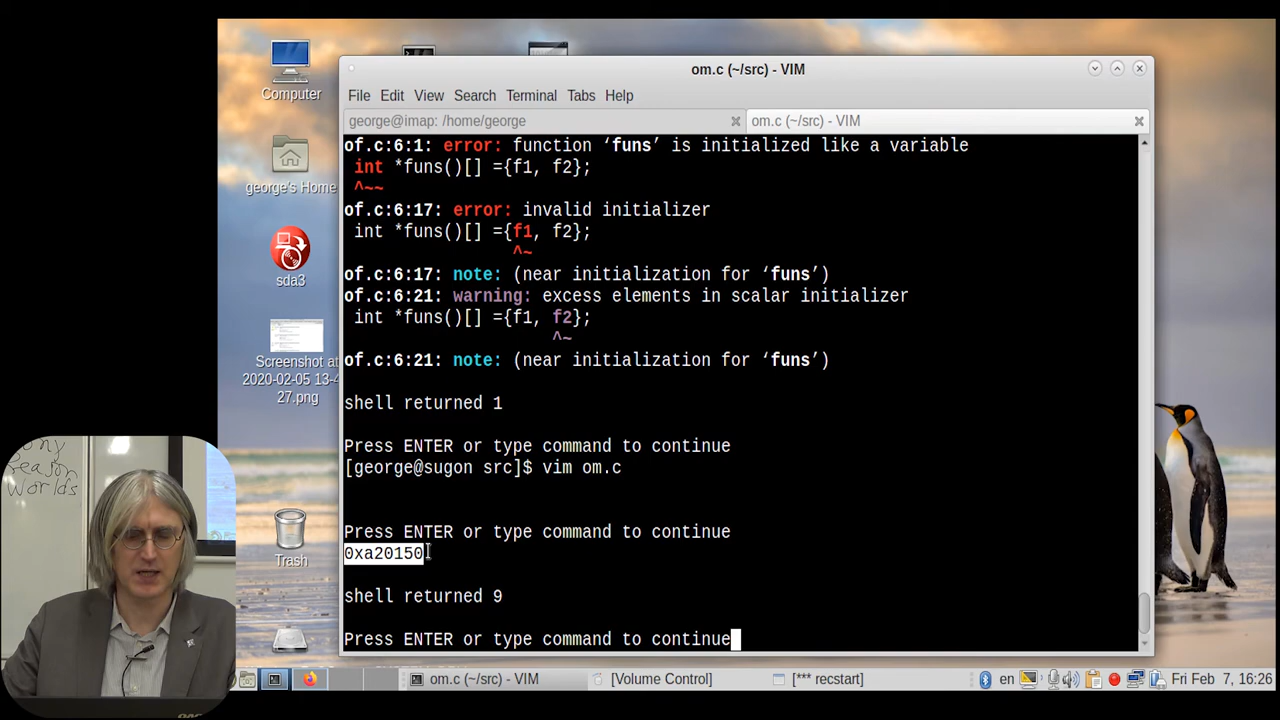 om.c (~/src) - VIM
File Edit View Search Terminal Tabs Help
george@imap: /home/george
om.c (~/src) - VIM
of.c:6:1: error: function ‘funs’ is initialized like a variable
int *funs()[] ={f1, f2};
^~~
of.c:6:17: error: invalid initializer
int *funs()[] ={f1, f2};
^~
of.c:6:17: note: (near initialization for ‘funs’)
of.c:6:21: warning: excess elements in scalar initializer
int *funs()[] ={f1, f2};
^~
of.c:6:21: note: (near initialization for ‘funs’)
shell returned 1
Press ENTER or type command to continue
[george@sugon src]$ vim om.c
Press ENTER or type command to continue
0xa20150
shell returned 9
Press ENTER or type command to continue
Computer
george's Home
sda3
Screenshot at
2020-02-05 13-4
27.png
Trash
Worlds
om.c (~/src) - VIM
[Volume Control]
[*** recstart]
en
Fri Feb 7, 16:26